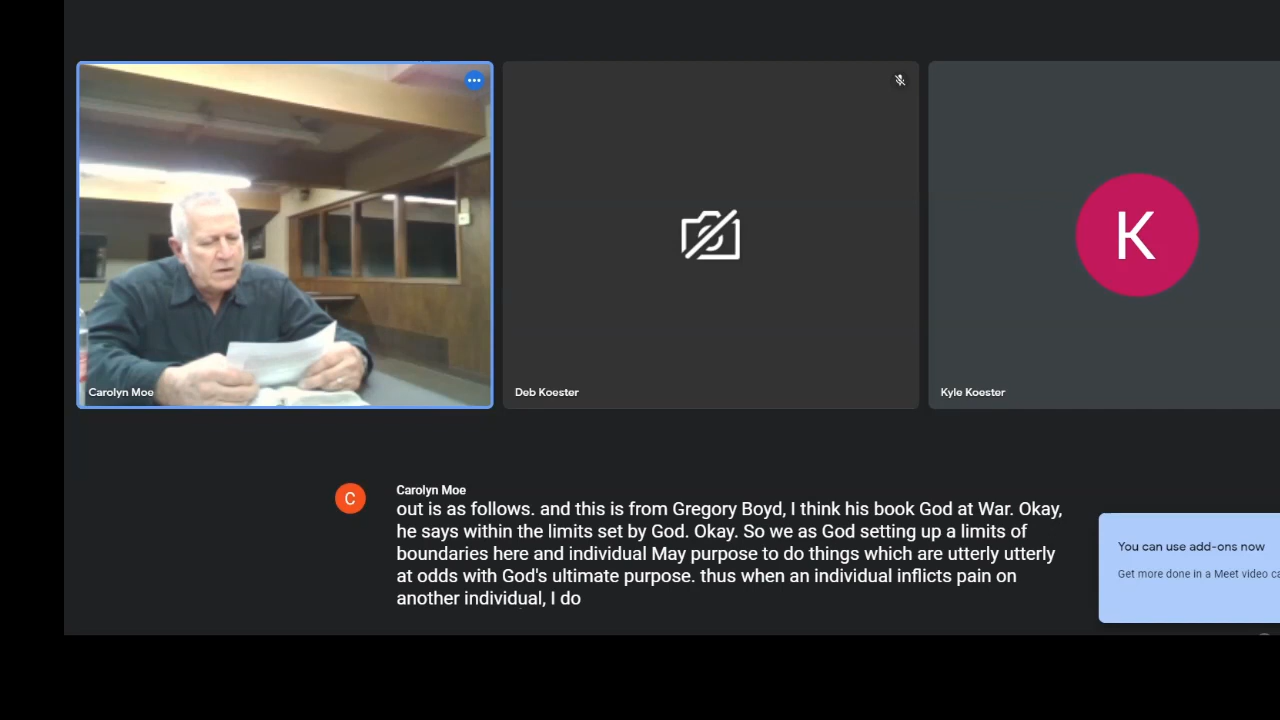 Carolyn Moe
Deb Koester
K
Kyle Koester
C
Carolyn Moe
out is as follows. and this is from Gregory Boyd, I think his book God at War. Okay,
he says within the limits set by God. Okay. So we as God setting up a limits of
boundaries here and individual May purpose to do things which are utterly utterly
at odds with God's ultimate purpose. thus when an individual inflicts pain on
another individual, I do
You can use add-ons now
Get more done in a Meet video